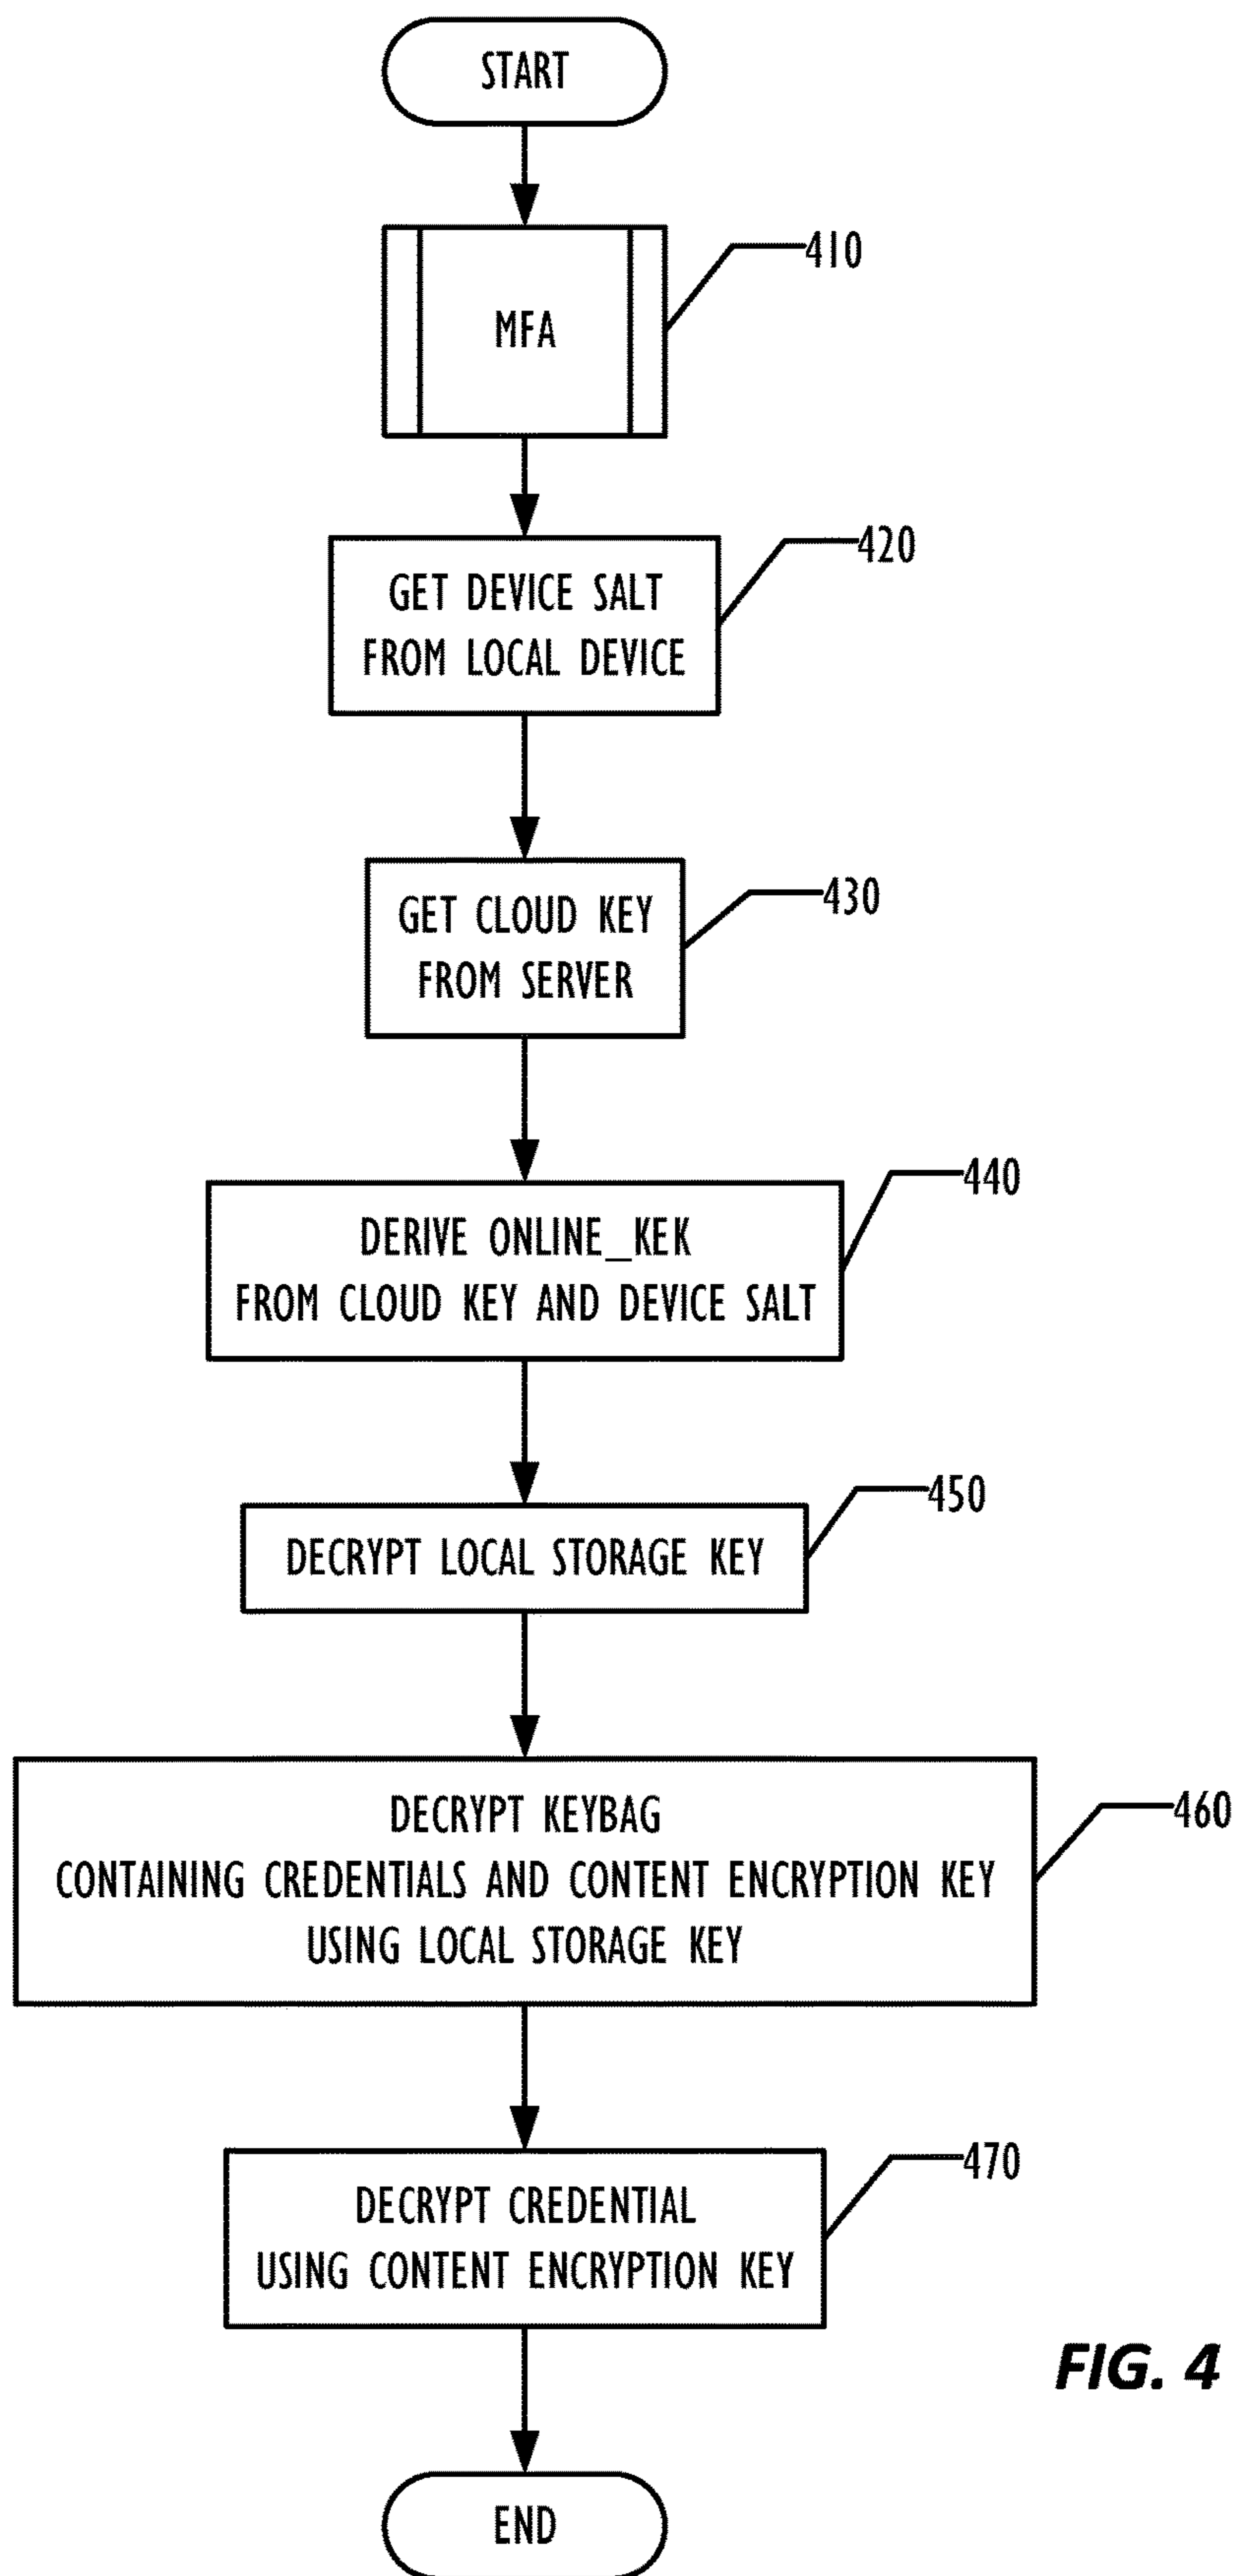 START
MFA
410
GET DEVICE SALT
FROM LOCAL DEVICE
420
GET CLOUD KEY
FROM SERVER
430
DERIVE ONLINE_KEK
FROM CLOUD KEY AND DEVICE SALT
440
DECRYPT LOCAL STORAGE KEY
450
DECRYPT KEYBAG
CONTAINING CREDENTIALS AND CONTENT ENCRYPTION KEY
USING LOCAL STORAGE KEY
460
DECRYPT CREDENTIAL
USING CONTENT ENCRYPTION KEY
470
END
FIG. 4